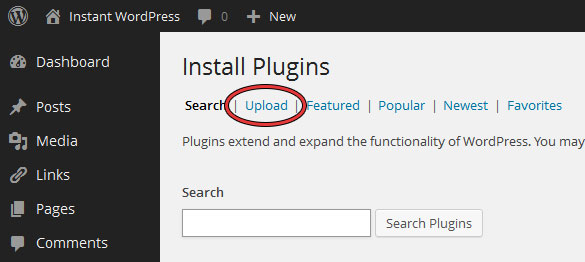 Instant WordPress 0 + New
Dashboard
Posts
Media
Links
Pages
Comments
Install Plugins
Search | Upload | Featured | Popular | Newest | Favorites
Plugins extend and expand the functionality of WordPress. You may
Search
Search Plugins